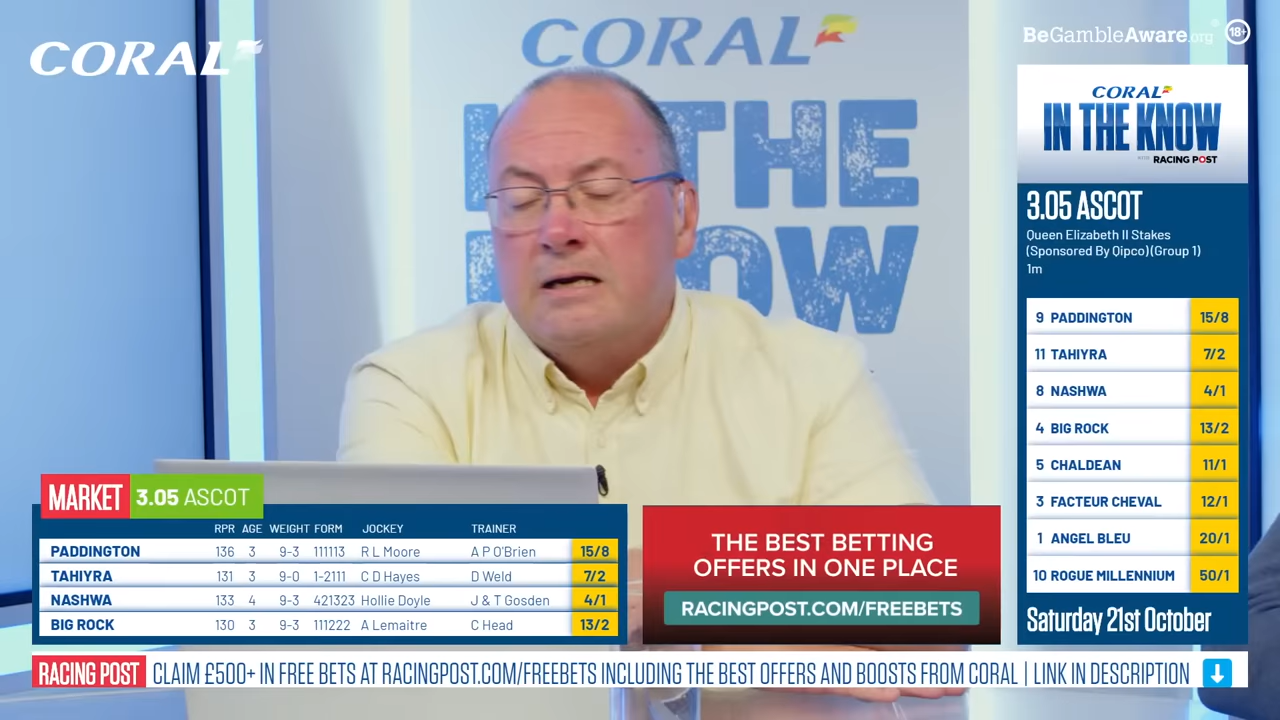 CORAL
CORAL
THE
OW
BeGambleAware.org 18+
CORAL
IN THE KNOW
WITH RACING POST
3.05 ASCOT
Queen Elizabeth II Stakes
(Sponsored By Qipco)(Group 1)
1m
9 PADDINGTON 15/8
11 TAHIYRA 7/2
8 NASHWA 4/1
4 BIG ROCK 13/2
5 CHALDEAN 11/1
3 FACTEUR CHEVAL 12/1
1 ANGEL BLEU 20/1
10 ROGUE MILLENNIUM 50/1
Saturday 21st October
MARKET 3.05 ASCOT
RPR AGE WEIGHT FORM JOCKEY TRAINER
PADDINGTON 136 3 9-3 111113 R L Moore A P O'Brien 15/8
TAHIYRA 131 3 9-0 1-2111 C D Hayes D Weld 7/2
NASHWA 133 4 9-3 421323 Hollie Doyle J & T Gosden 4/1
BIG ROCK 130 3 9-3 111222 A Lemaitre C Head 13/2
THE BEST BETTING
OFFERS IN ONE PLACE
RACINGPOST.COM/FREEBETS
RACING POST CLAIM £500+ IN FREE BETS AT RACINGPOST.COM/FREEBETS INCLUDING THE BEST OFFERS AND BOOSTS FROM CORAL | LINK IN DESCRIPTION